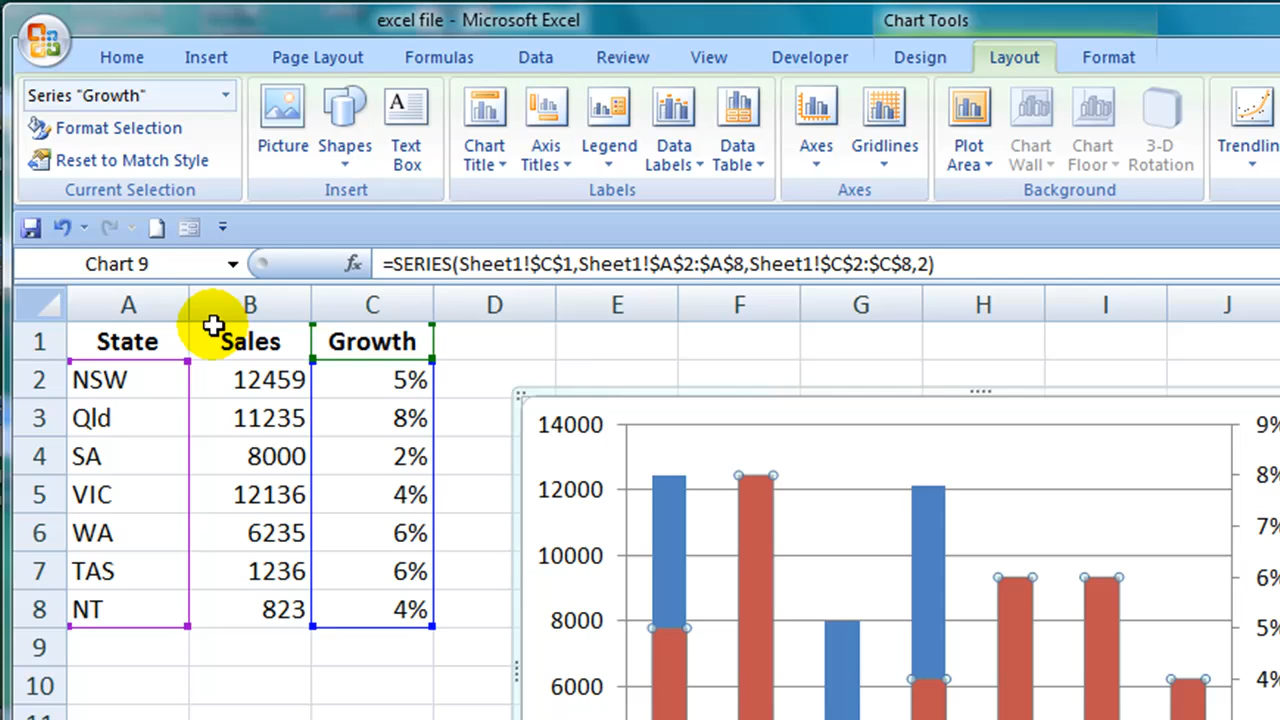 excel file - Microsoft Excel
Chart Tools
Home Insert Page Layout Formulas Data Review View Developer Design Layout Format
Series "Growth"
Format Selection
Reset to Match Style
Current Selection
Picture Shapes Text Box
Insert
Chart Title Axis Titles Legend Data Labels Data Table
Labels
Axes Gridlines
Axes
Plot Area Chart Wall Chart Floor 3-D Rotation
Background
Trendlin
Chart 9 fx =SERIES(Sheet1!$C$1,Sheet1!$A$2:$A$8,Sheet1!$C$2:$C$8,2)
A B C D E F G H I J
1 State Sales Growth
2 NSW 12459 5%
3 Qld 11235 8%
4 SA 8000 2%
5 VIC 12136 4%
6 WA 6235 6%
7 TAS 1236 6%
8 NT 823 4%
9
10
11
14000 9%
12000 8%
7%
10000
6%
8000 5%
6000 4%